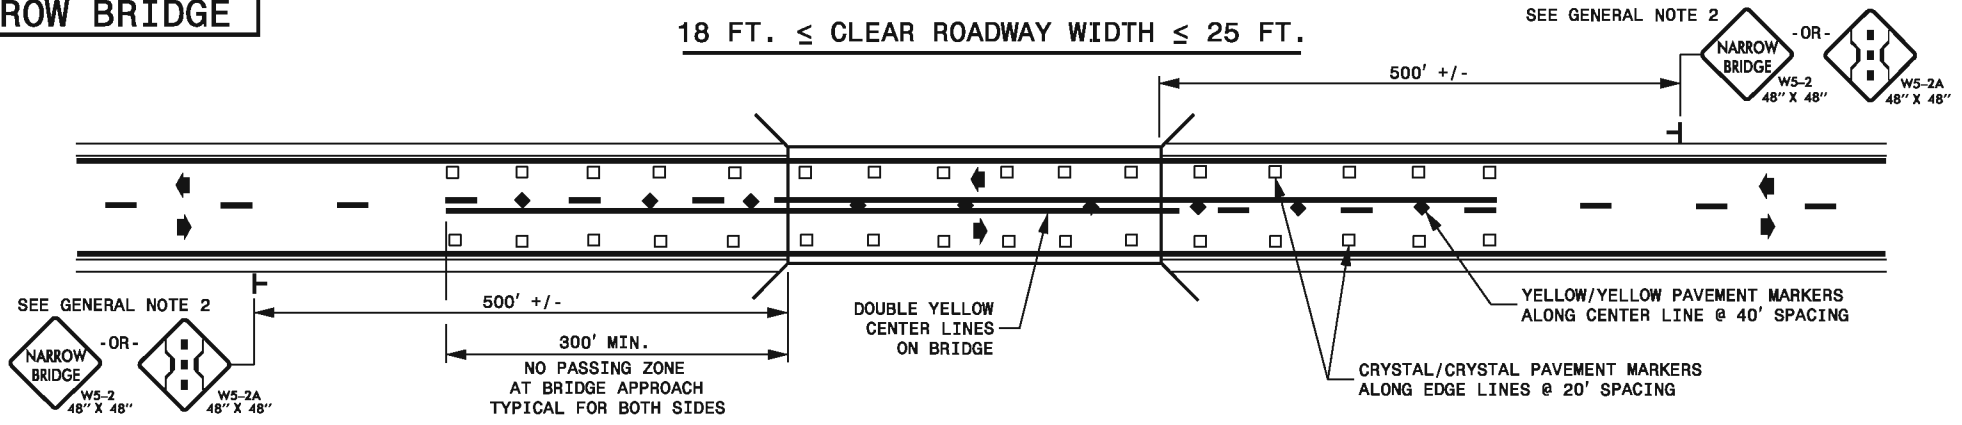 ROW BRIDGE
18 FT. ≤ CLEAR ROADWAY WIDTH ≤ 25 FT.
SEE GENERAL NOTE 2
NARROW
BRIDGE
-OR-
W5-2
48" X 48"
W5-2A
48" X 48"
500' +/-
SEE GENERAL NOTE 2
NARROW
BRIDGE
-OR-
W5-2
48" X 48"
W5-2A
48" X 48"
500' +/-
300' MIN.
NO PASSING ZONE
AT BRIDGE APPROACH
TYPICAL FOR BOTH SIDES
DOUBLE YELLOW
CENTER LINES
ON BRIDGE
YELLOW/YELLOW PAVEMENT MARKERS
ALONG CENTER LINE @ 40' SPACING
CRYSTAL/CRYSTAL PAVEMENT MARKERS
ALONG EDGE LINES @ 20' SPACING